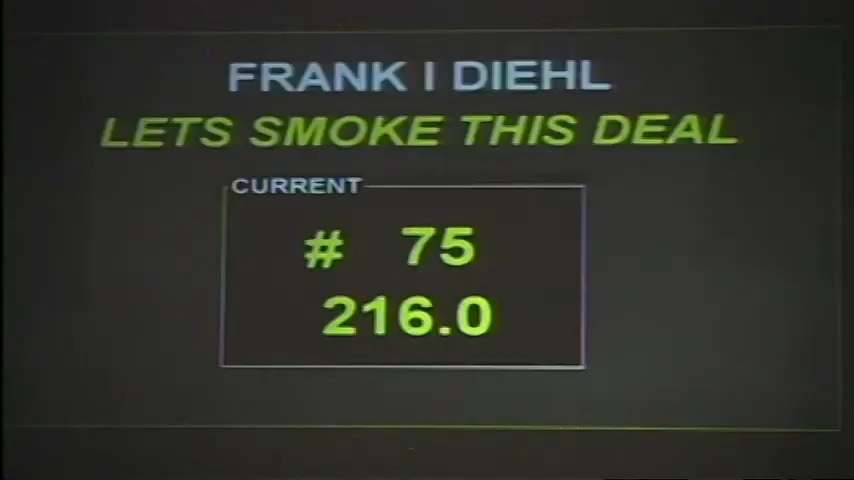 FRANK I DIEHL
LETS SMOKE THIS DEAL
CURRENT
# 75
216.0